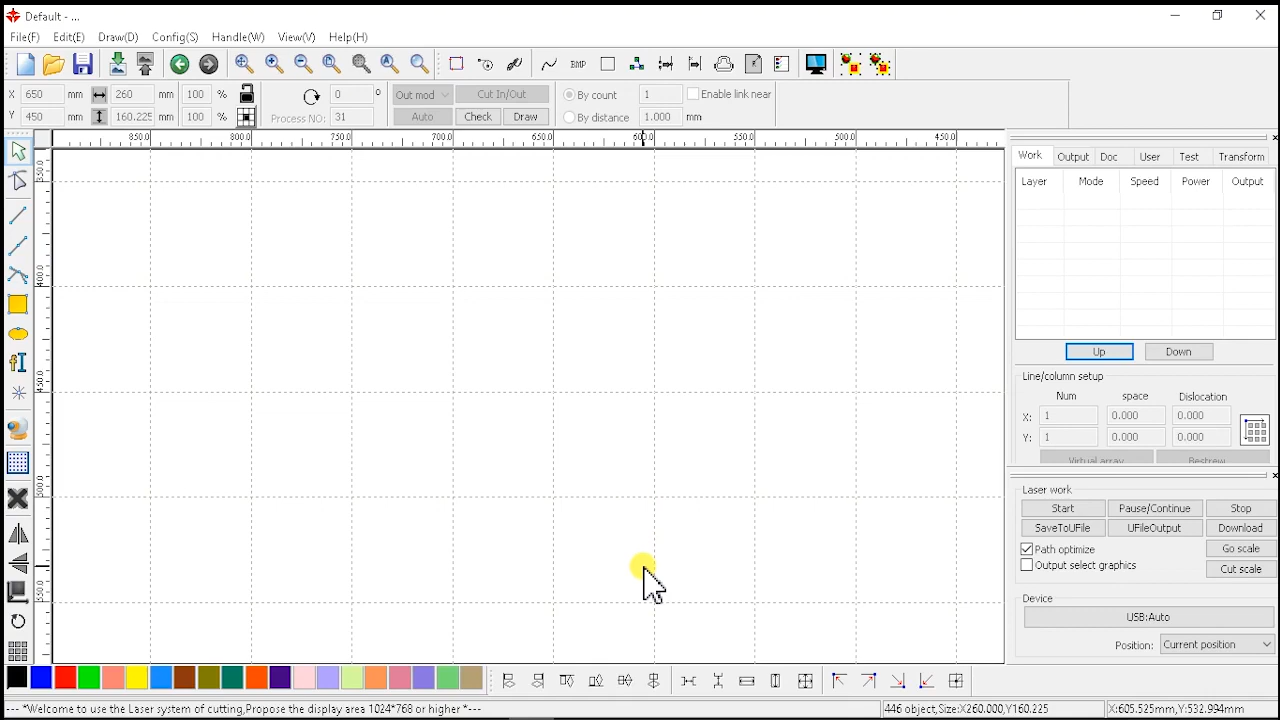 Default - ...
File(F) Edit(E) Draw(D) Config(S) Handle(W) View(V) Help(H)
BMP
X 650 mm 260 mm 100 % 0 ° Out mod Cut In/Out By count 1 Enable link near
Y 450 mm 160.225 mm 100 % Process NO: 31 Auto Check Draw By distance 1.000 mm
850.0 800.0 750.0 700.0 650.0 600.0 550.0 500.0 450.0
Work Output Doc User Test Transform
Layer Mode Speed Power Output
Up Down
Line/column setup
Num space Dislocation
X: 1 0.000 0.000
Y: 1 0.000 0.000
Virtual array Bestrew
Laser work
Start Pause/Continue Stop
SaveToUFile UFileOutput Download
Path optimize Go scale
Output select graphics Cut scale
Device
USB:Auto
Position: Current position
--- *Welcome to use the Laser system of cutting,Propose the display area 1024*768 or higher *---
446 object,Size:X260.000,Y160.225 X:605.525mm,Y:532.994mm